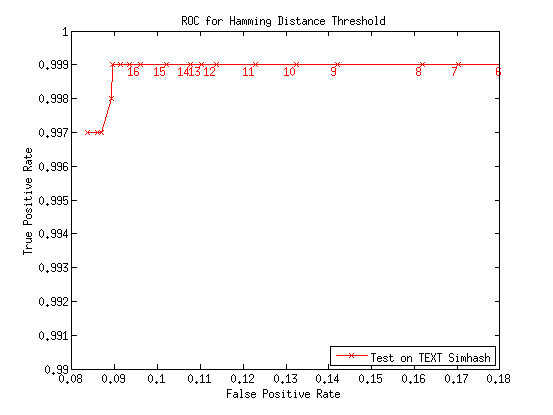 ROC for Hamming Distance Threshold
1
0.999
16 15 14 13 12 11 10 9 8 7 6
0.998
0.997
0.996
0.995
0.994
0.993
0.992
0.991
0.99
True Positive Rate
Test on TEXT Simhash
0.08 0.09 0.1 0.11 0.12 0.13 0.14 0.15 0.16 0.17 0.18
False Positive Rate